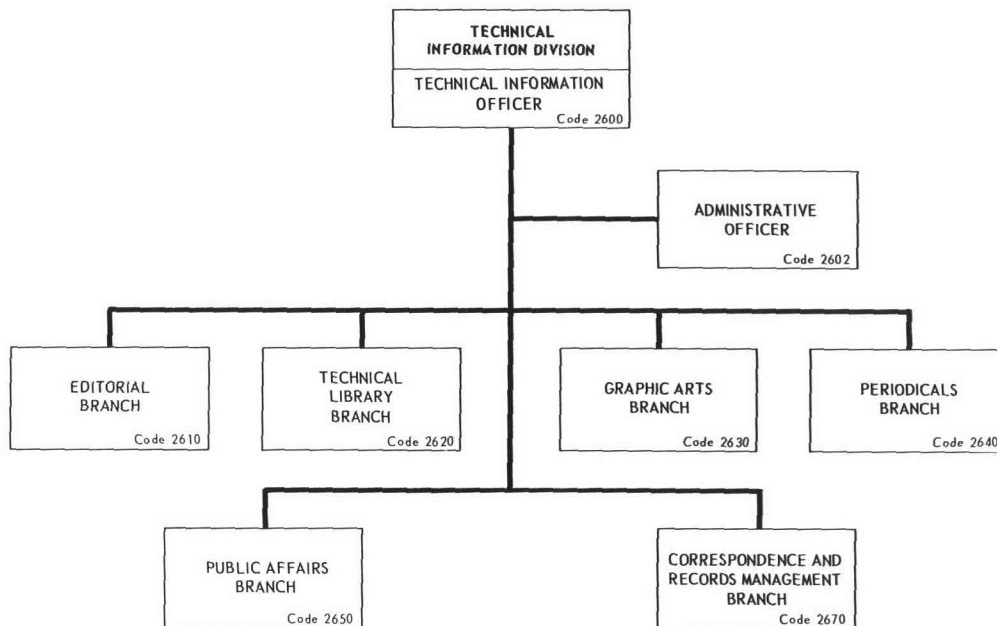 TECHNICAL
INFORMATION DIVISION
TECHNICAL INFORMATION
OFFICER
Code 2600
ADMINISTRATIVE
OFFICER
Code 2602
EDITORIAL
BRANCH
Code 2610
TECHNICAL
LIBRARY
BRANCH
Code 2620
GRAPHIC ARTS
BRANCH
Code 2630
PERIODICALS
BRANCH
Code 2640
PUBLIC AFFAIRS
BRANCH
Code 2650
CORRESPONDENCE AND
RECORDS MANAGEMENT
BRANCH
Code 2670